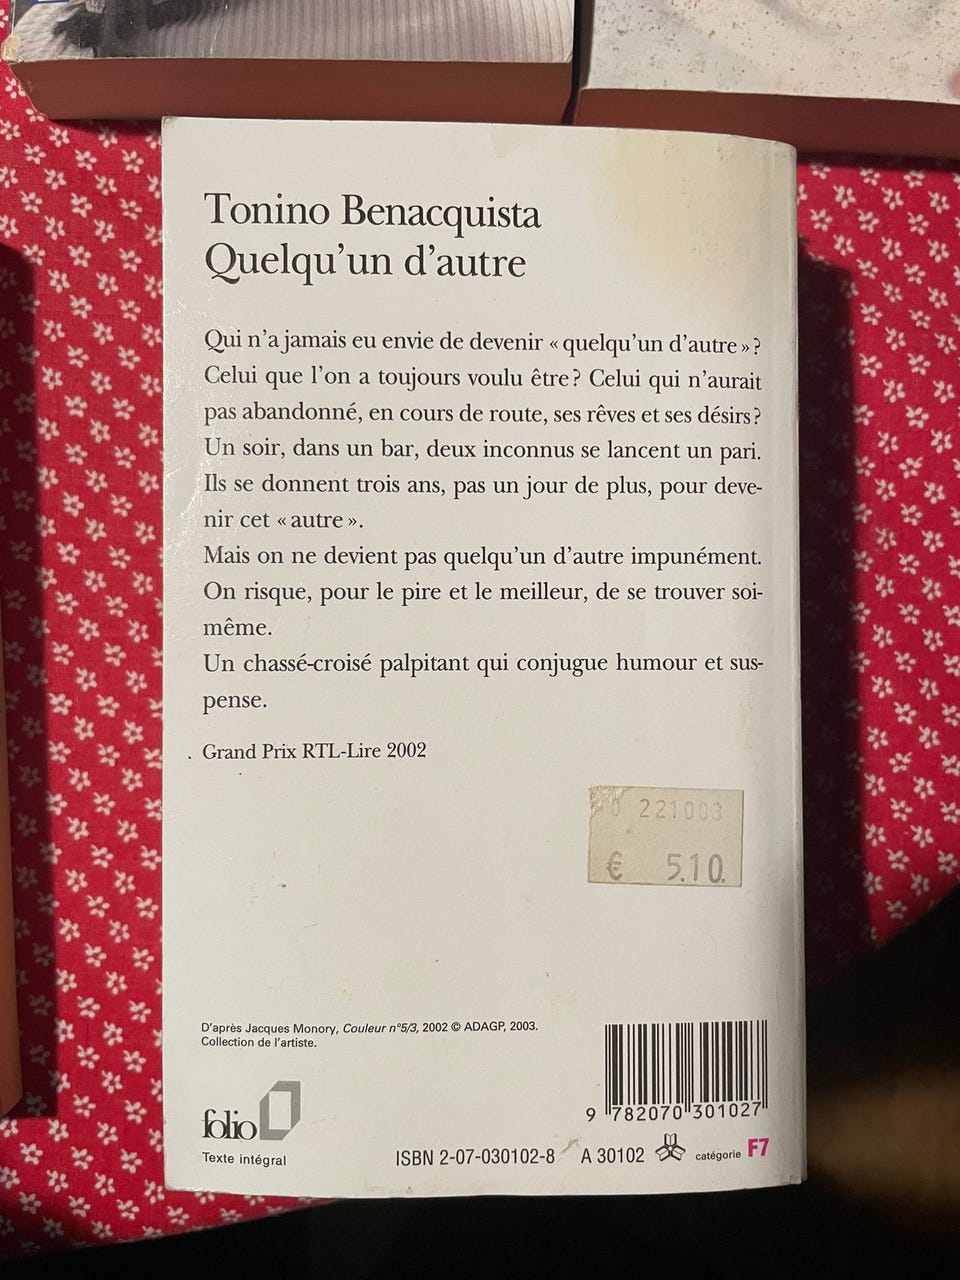 Tonino Benacquista
Quelqu'un d'autre
Qui n'a jamais eu envie de devenir « quelqu'un d'autre » ?
Celui que l'on a toujours voulu être ? Celui qui n'aurait
pas abandonné, en cours de route, ses rêves et ses désirs ?
Un soir, dans un bar, deux inconnus se lancent un pari.
Ils se donnent trois ans, pas un jour de plus, pour deve-
nir cet « autre ».
Mais on ne devient pas quelqu'un d'autre impunément.
On risque, pour le pire et le meilleur, de se trouver soi-
même.
Un chassé-croisé palpitant qui conjugue humour et sus-
pense.
Grand Prix RTL-Lire 2002
221003
€ 5.10.
D'après Jacques Monory, Couleur n°5/3, 2002 © ADAGP, 2003.
Collection de l'artiste.
9 782070 301027
folio
Texte intégral
ISBN 2-07-030102-8 A 30102 catégorie F7